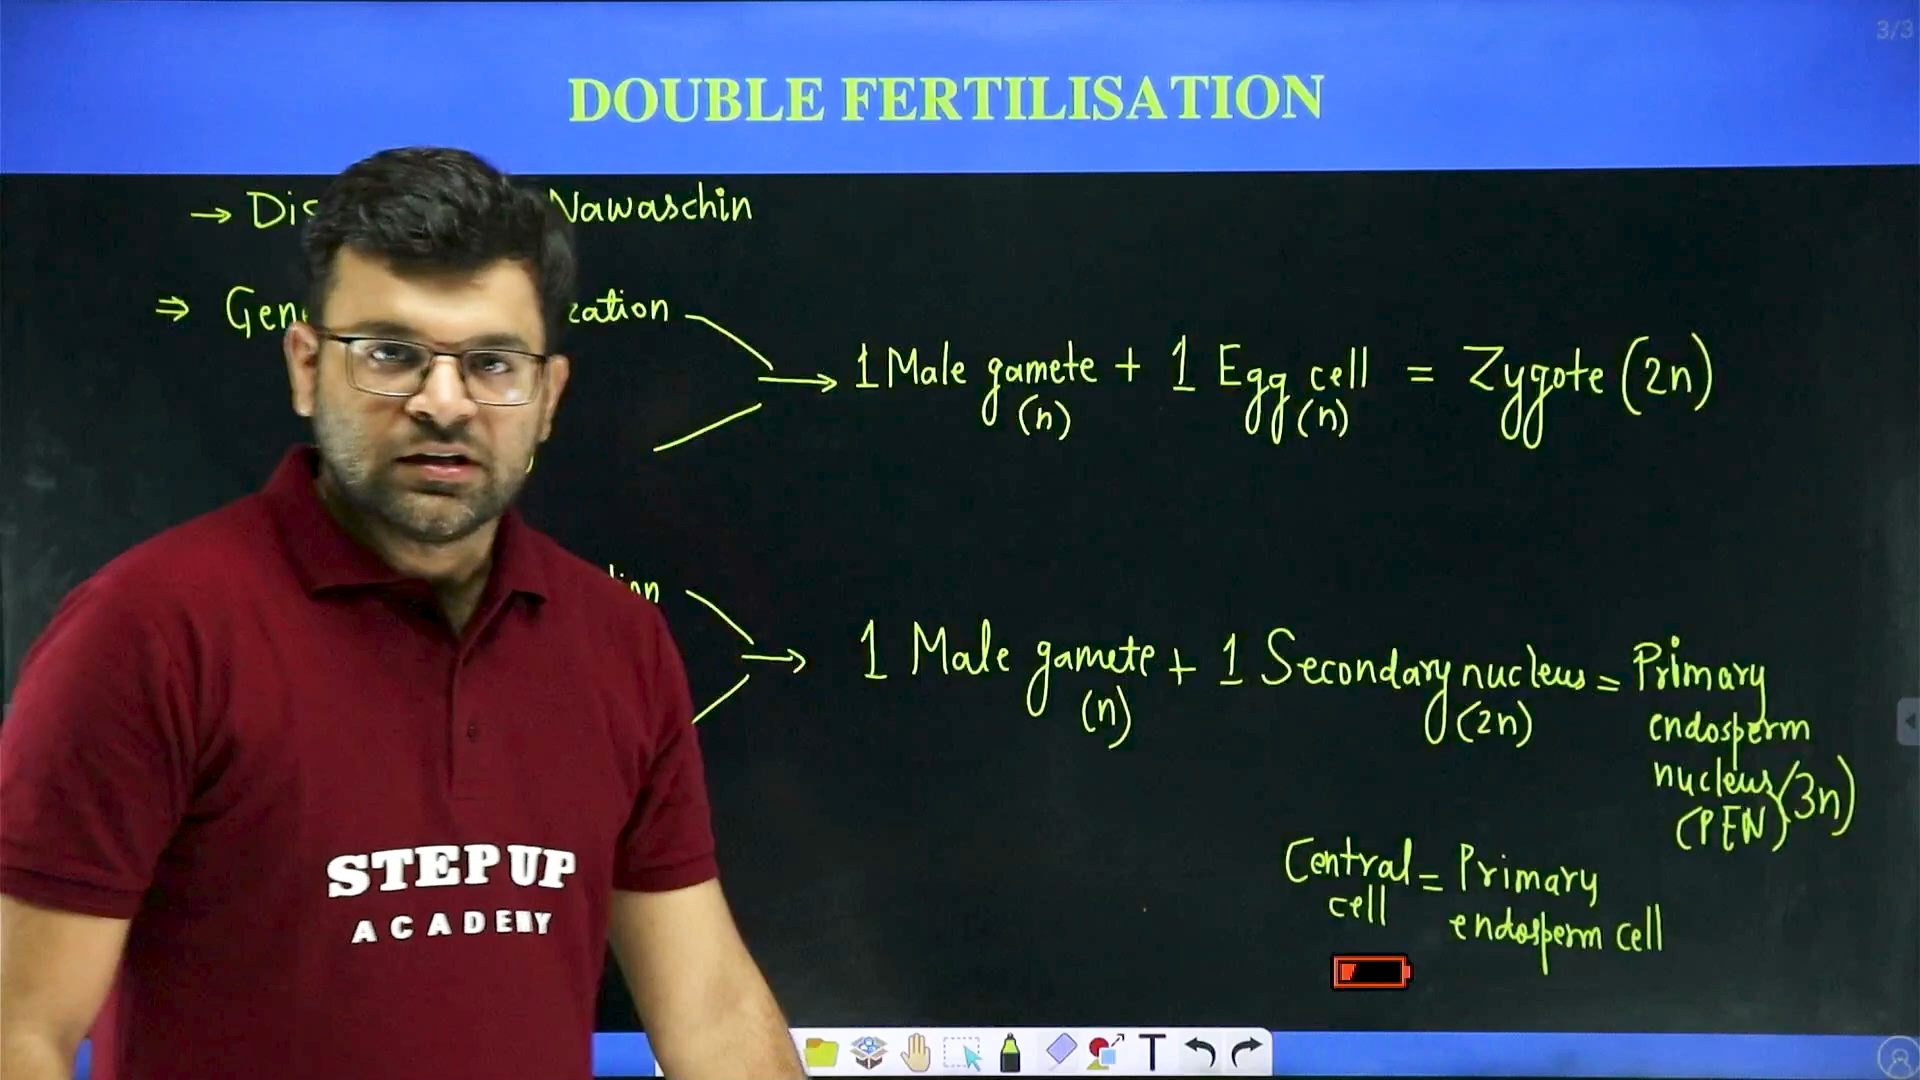 3/3
DOUBLE FERTILISATION
→ Dis Nawaschin
⇒ Gen zation
→ 1 Male gamete + 1 Egg cell = Zygote (2n)
(n) (n)
tion
→ 1 Male gamete + 1 Secondary nucleus = Primary
(n) (2n) endosperm
nucleus (3n)
(PEN)
Central = Primary
cell endosperm cell
STEP UP
ACADEMY
T